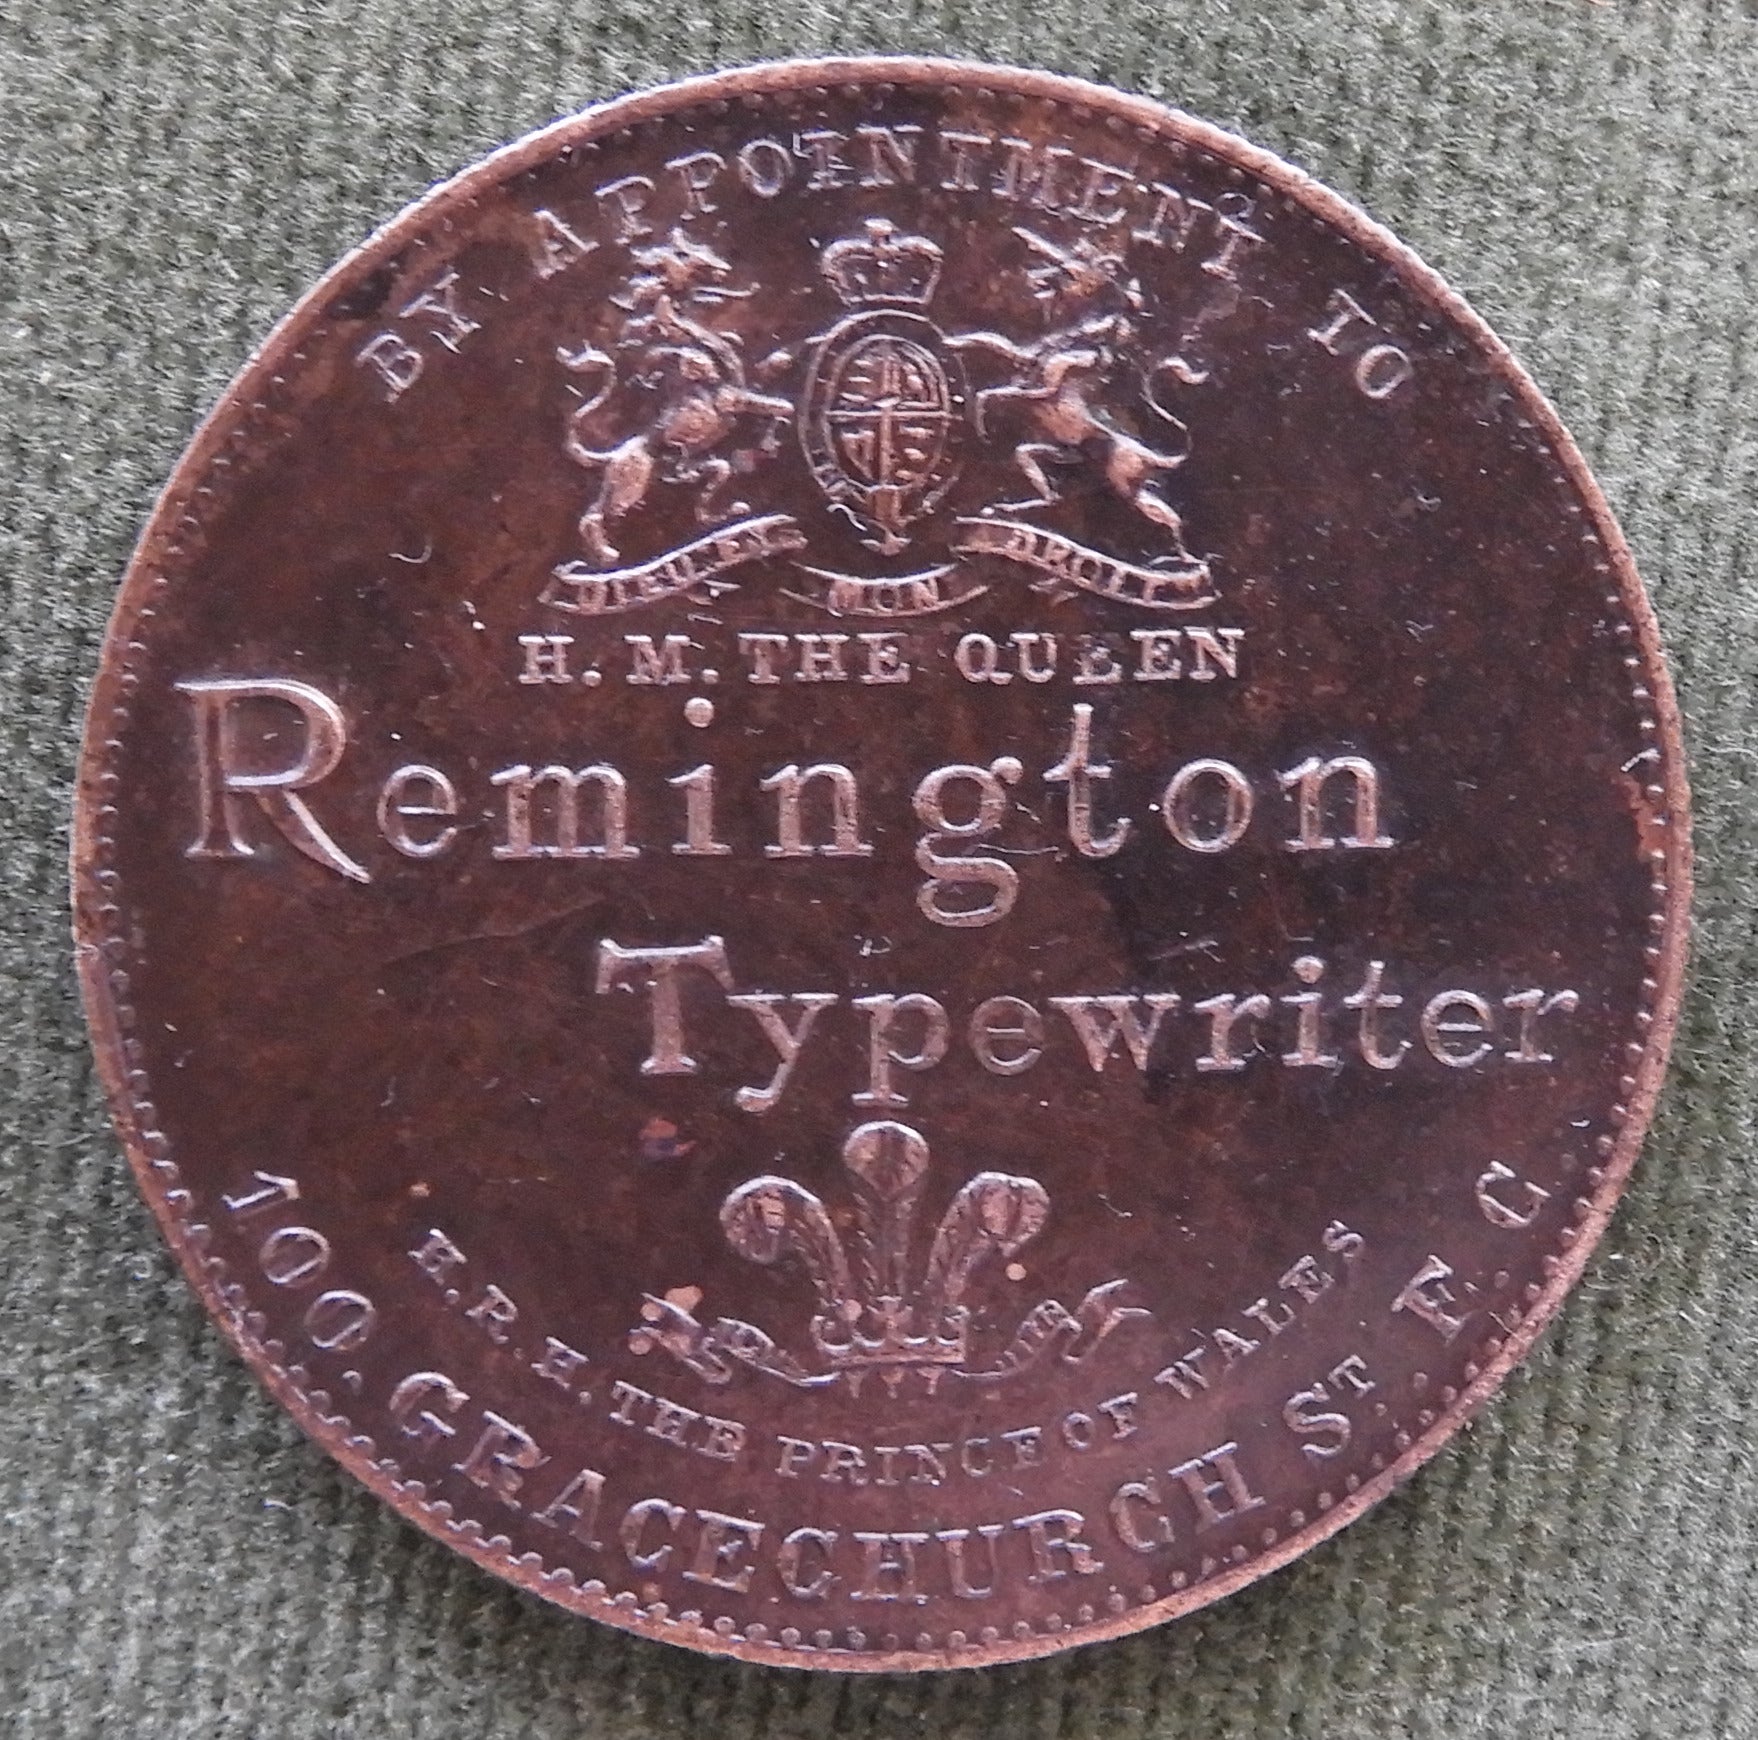 BY APPOINTMENT TO
DIEU ET MON DROIT
H. M. THE QUEEN
Remington
Typewriter
H. R. H. THE PRINCE OF WALES
100. GRACECHURCH ST. E. C